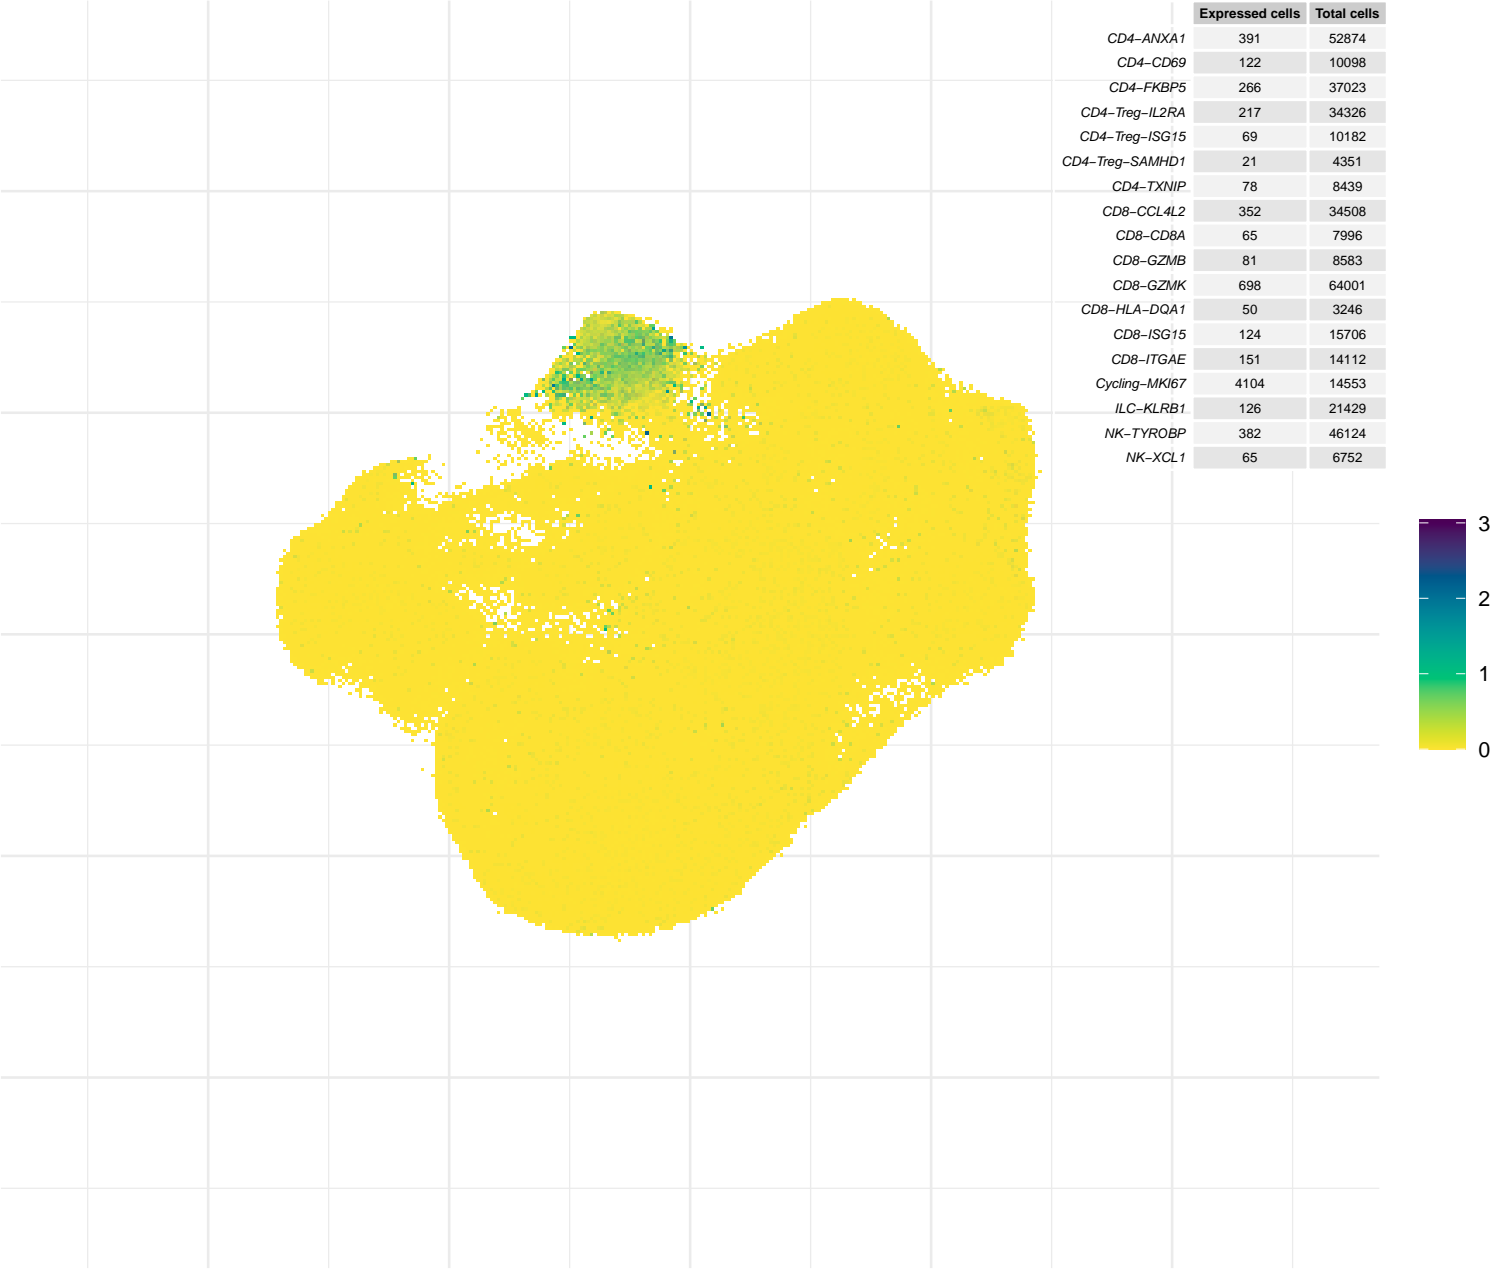 Expressed cells Total cells
CD4−ANXA1 391 52874
CD4−CD69 122 10098
CD4−FKBP5 266 37023
CD4−Treg−IL2RA 217 34326
CD4−Treg−ISG15 69 10182
CD4−Treg−SAMHD1 21 4351
CD4−TXNIP 78 8439
CD8−CCL4L2 352 34508
CD8−CD8A 65 7996
CD8−GZMB 81 8583
CD8−GZMK 698 64001
CD8−HLA−DQA1 50 3246
CD8−ISG15 124 15706
CD8−ITGAE 151 14112
Cycling−MKI67 4104 14553
ILC−KLRB1 126 21429
NK−TYROBP 382 46124
NK−XCL1 65 6752
3
2
1
0